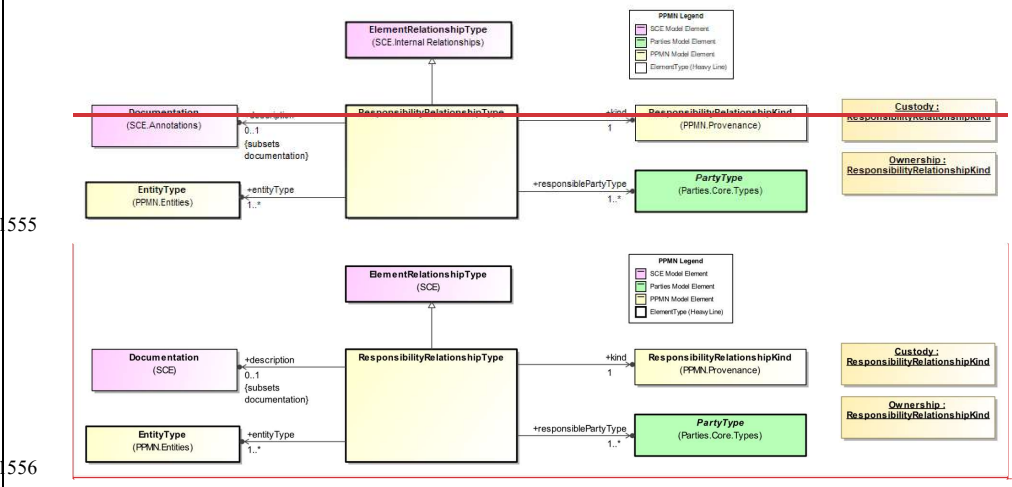 ElementRelationshipType
(SCE.Internal Relationships)
PPMN Legend
SCE Model Element
Parties Model Element
PPMN Model Element
ElementType (Heavy Line)
Documentation
(SCE.Annotations)
+description
0..1
{subsets
documentation}
ResponsibilityRelationshipType
+kind
1
ResponsibilityRelationshipKind
(PPMN.Provenance)
Custody :
ResponsibilityRelationshipKind
Ownership :
ResponsibilityRelationshipKind
EntityType
(PPMN.Entities)
+entityType
1..*
+responsiblePartyType
1..*
PartyType
(Parties.Core.Types)
1555
ElementRelationshipType
(SCE)
PPMN Legend
SCE Model Element
Parties Model Element
PPMN Model Element
ElementType (Heavy Line)
Documentation
(SCE)
+description
0..1
{subsets
documentation}
ResponsibilityRelationshipType
+kind
1
ResponsibilityRelationshipKind
(PPMN.Provenance)
Custody :
ResponsibilityRelationshipKind
Ownership :
ResponsibilityRelationshipKind
EntityType
(PPMN.Entities)
+entityType
1..*
+responsiblePartyType
1..*
PartyType
(Parties.Core.Types)
1556